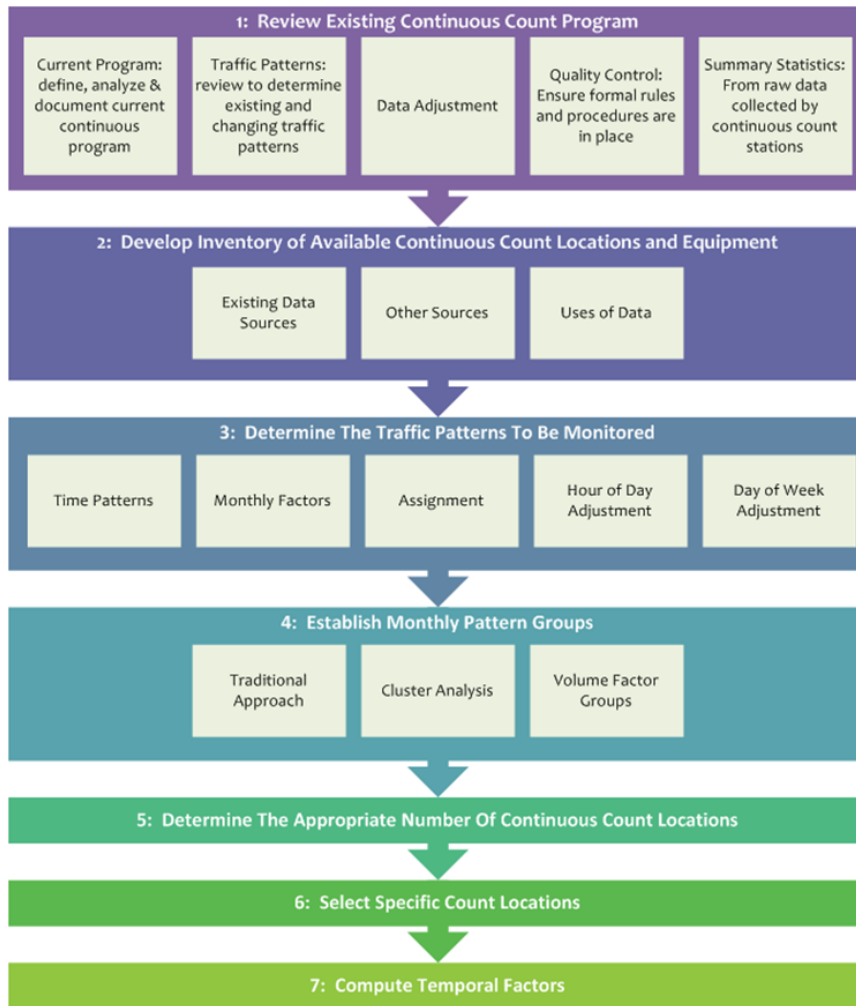 1: Review Existing Continuous Count Program
Current Program:
define, analyze &
document current
continuous
program
Traffic Patterns:
review to determine
existing and
changing traffic
patterns
Data Adjustment
Quality Control:
Ensure formal rules
and procedures are
in place
Summary Statistics:
From raw data
collected by
continuous count
stations
2: Develop Inventory of Available Continuous Count Locations and Equipment
Existing Data
Sources
Other Sources
Uses of Data
3: Determine The Traffic Patterns To Be Monitored
Time Patterns
Monthly Factors
Assignment
Hour of Day
Adjustment
Day of Week
Adjustment
4: Establish Monthly Pattern Groups
Traditional
Approach
Cluster Analysis
Volume Factor
Groups
5: Determine The Appropriate Number Of Continuous Count Locations
6: Select Specific Count Locations
7: Compute Temporal Factors